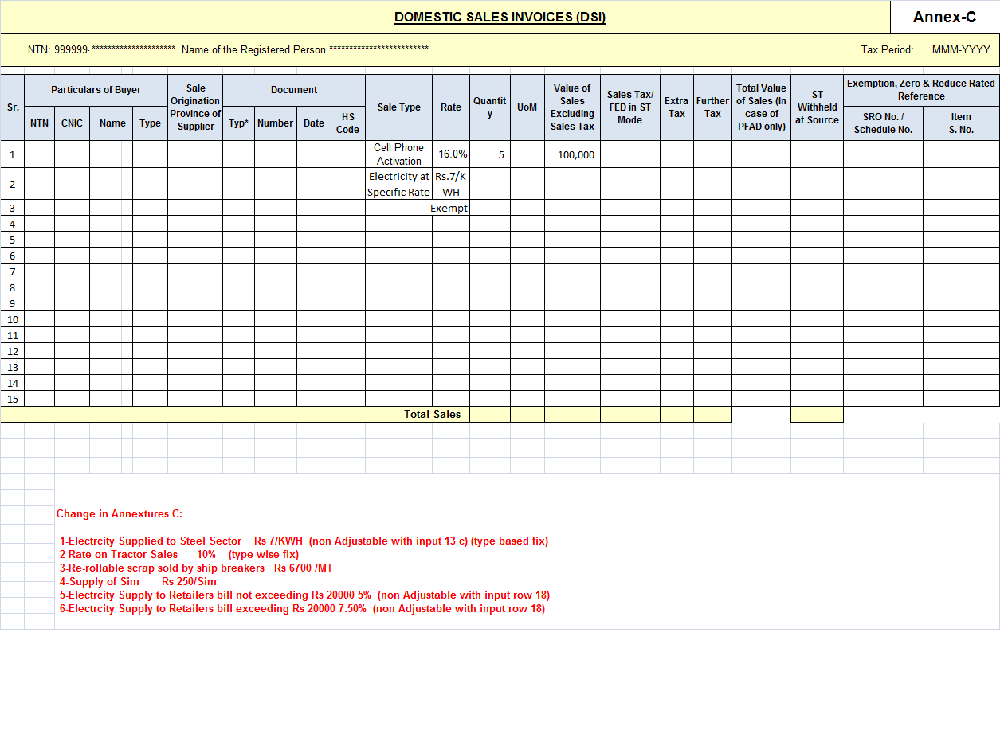 DOMESTIC SALES INVOICES (DSI)
Annex-C
NTN: 999999- ********************* Name of the Registered Person *************************
Tax Period: MMM-YYYY
Sr.
Particulars of Buyer
NTN
CNIC
Name
Type
Sale
Origination
Province of
Supplier
Document
Typ*
Number
Date
HS
Code
Sale Type
Rate
Quantit
y
UoM
Value of
Sales
Excluding
Sales Tax
Sales Tax/
FED in ST
Mode
Extra
Tax
Further
Tax
Total Value
of Sales (In
case of
PFAD only)
ST
Withheld
at Source
Exemption, Zero & Reduce Rated
Reference
SRO No. /
Schedule No.
Item
S. No.
1 Cell Phone Activation 16.0% 5 100,000
2 Electricity at Specific Rate Rs.7/K WH
3 Exempt
4
5
6
7
8
9
10
11
12
13
14
15
Total Sales - - - - -
Change in Annextures C:
1-Electrcity Supplied to Steel Sector Rs 7/KWH (non Adjustable with input 13 c) (type based fix)
2-Rate on Tractor Sales 10% (type wise fix)
3-Re-rollable scrap sold by ship breakers Rs 6700 /MT
4-Supply of Sim Rs 250/Sim
5-Electrcity Supply to Retailers bill not exceeding Rs 20000 5% (non Adjustable with input row 18)
6-Electrcity Supply to Retailers bill exceeding Rs 20000 7.50% (non Adjustable with input row 18)